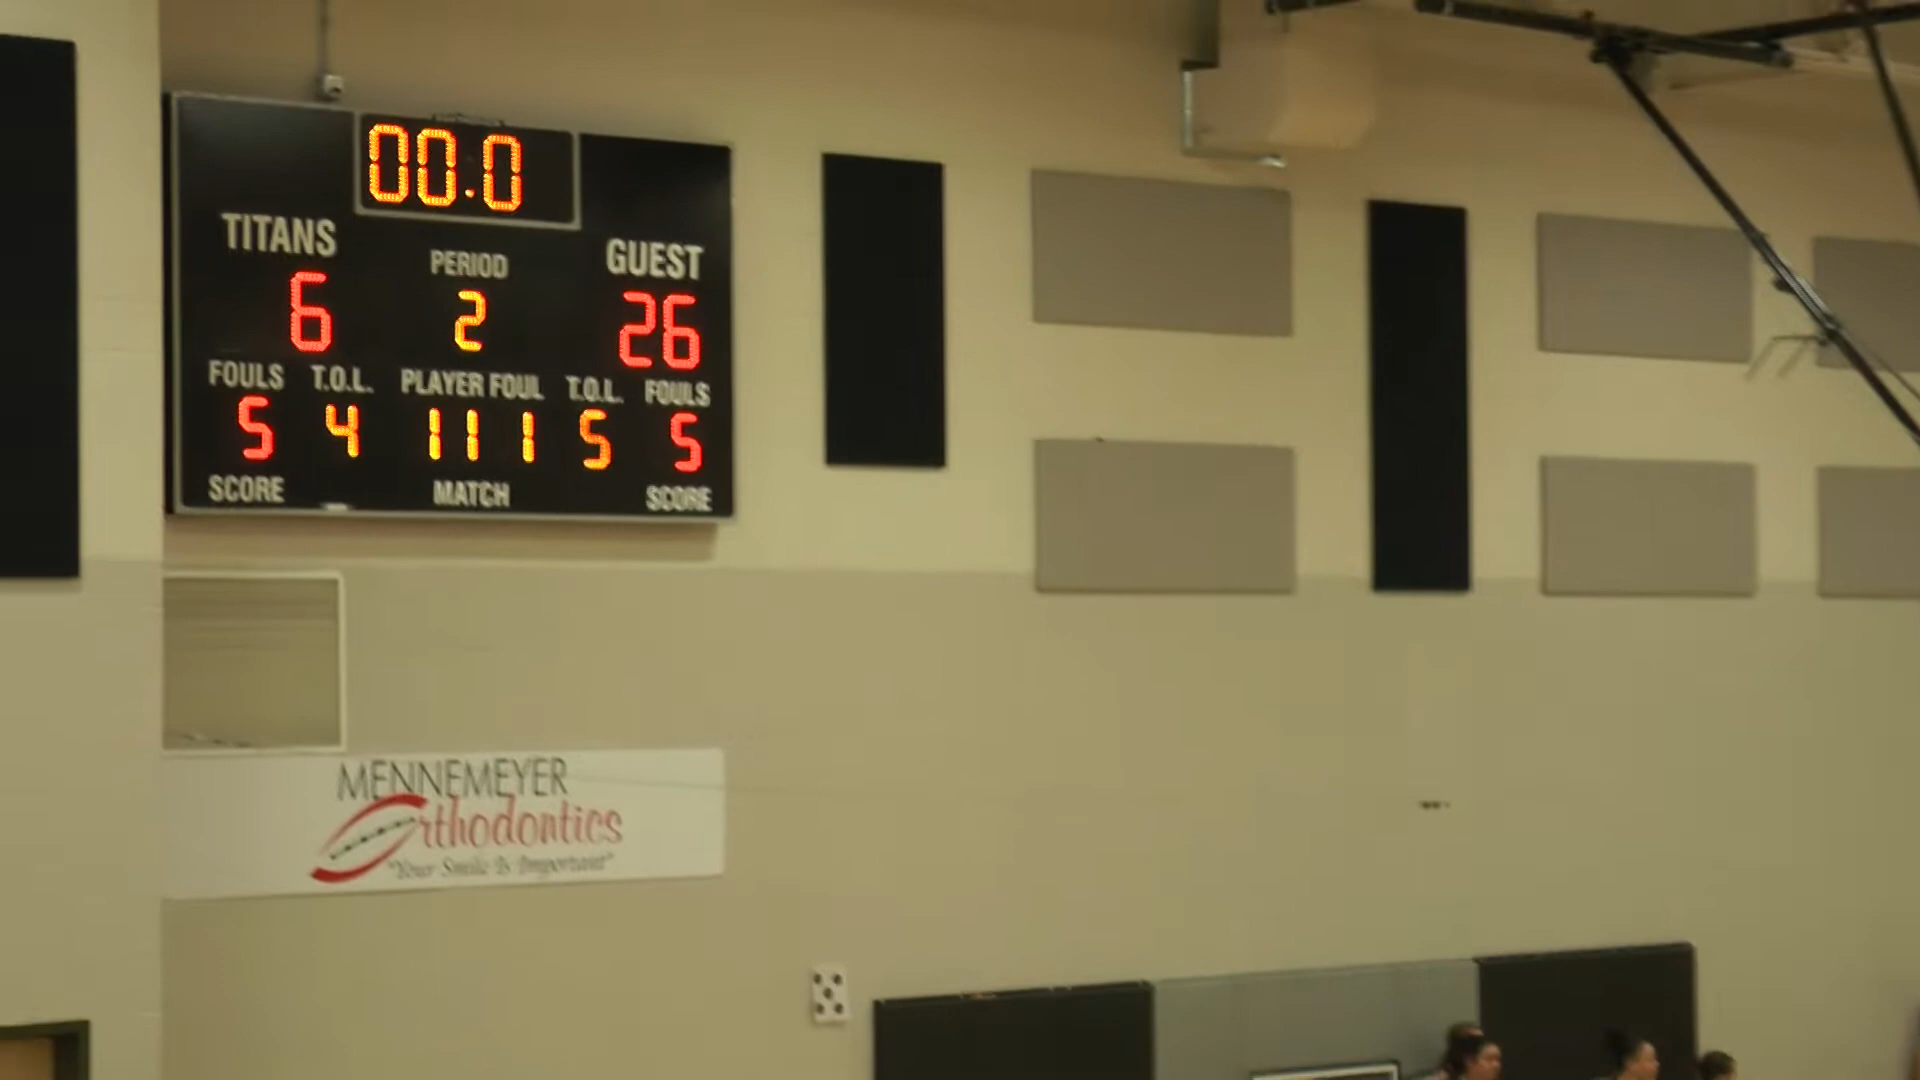 00.0
TITANS PERIOD GUEST
6 2 26
FOULS T.O.L. PLAYER FOUL T.O.L. FOULS
5 4 11 1 5 5
SCORE MATCH SCORE
MENNEMEYER
Orthodontics
"Your Smile Is Important"